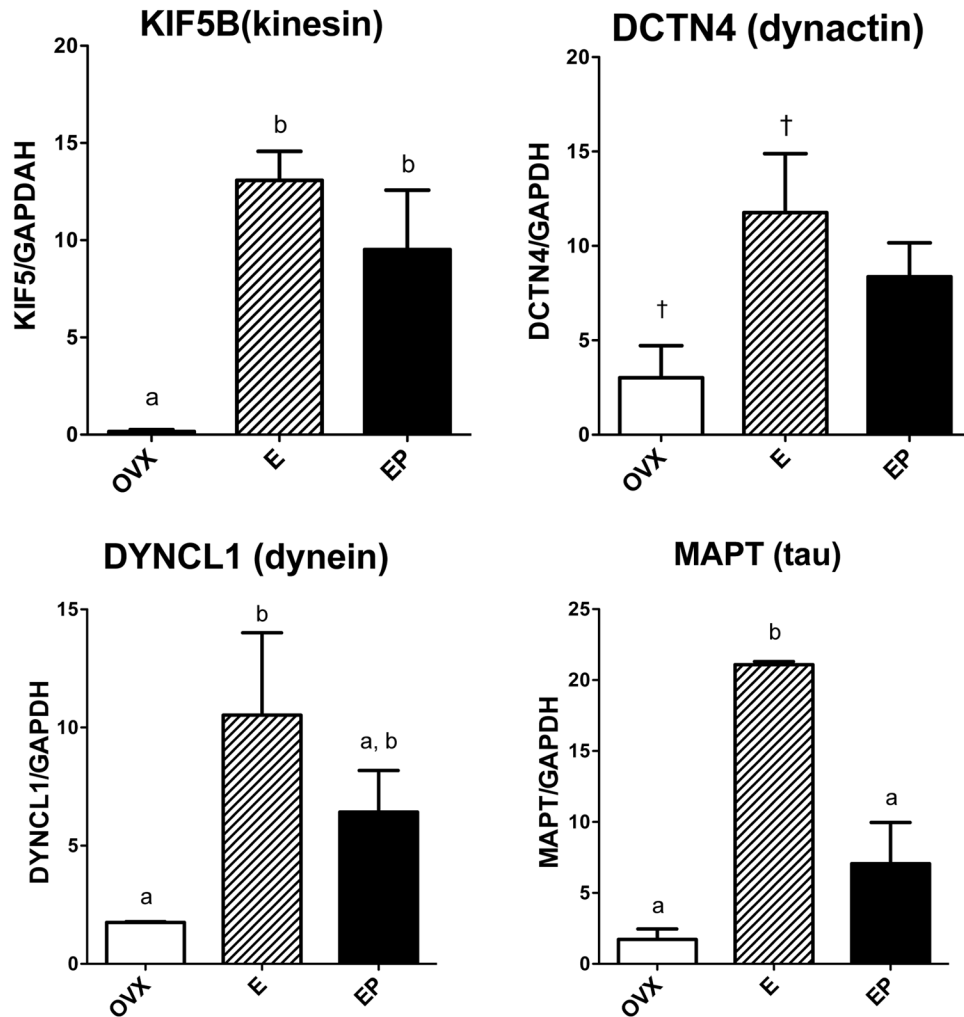 KIF5B(kinesin)
KIF5/GAPDAH
20
15
10
5
0
a
b
b
OVX
E
EP
DCTN4 (dynactin)
DCTN4/GAPDH
20
15
10
5
0
†
†
OVX
E
EP
DYNCL1 (dynein)
DYNCL1/GAPDH
15
10
5
0
a
b
a, b
OVX
E
EP
MAPT (tau)
MAPT/GAPDH
25
20
15
10
5
0
a
b
a
OVX
E
EP